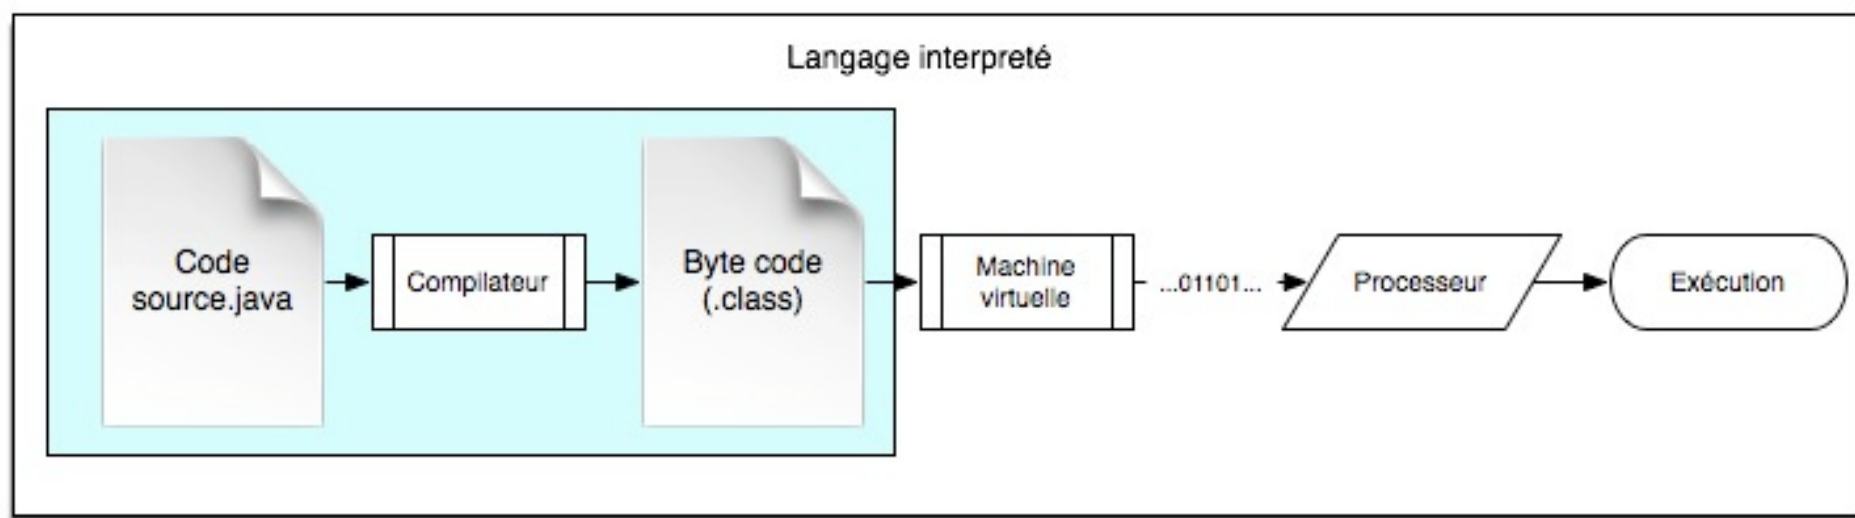 Langage interpreté
Code
source.java
Compilateur
Byte code
(.class)
Machine
virtuelle
...01101...
Processeur
Exécution